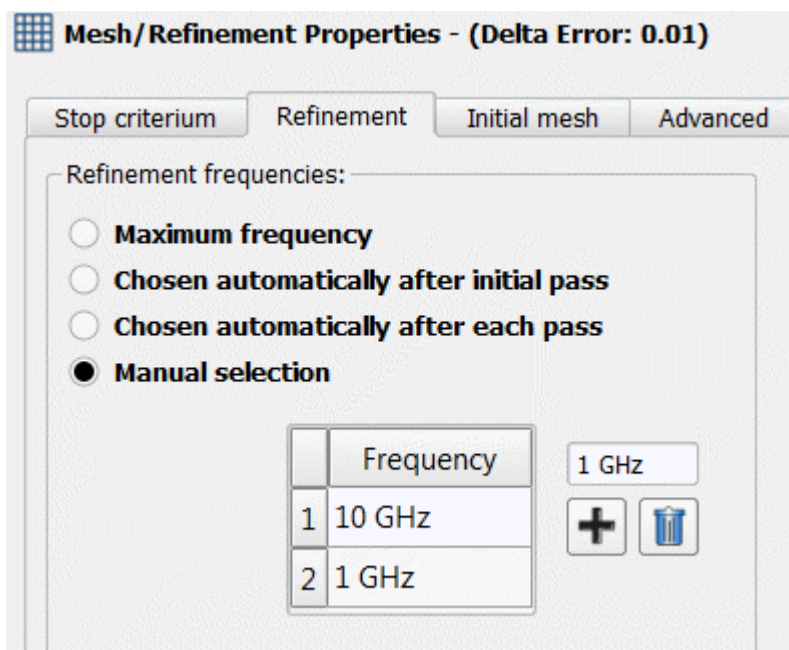 Mesh/Refinement Properties - (Delta Error: 0.01)
Stop criterium Refinement Initial mesh Advanced
Refinement frequencies:
Maximum frequency
Chosen automatically after initial pass
Chosen automatically after each pass
Manual selection
Frequency 1 GHz
1 10 GHz
2 1 GHz